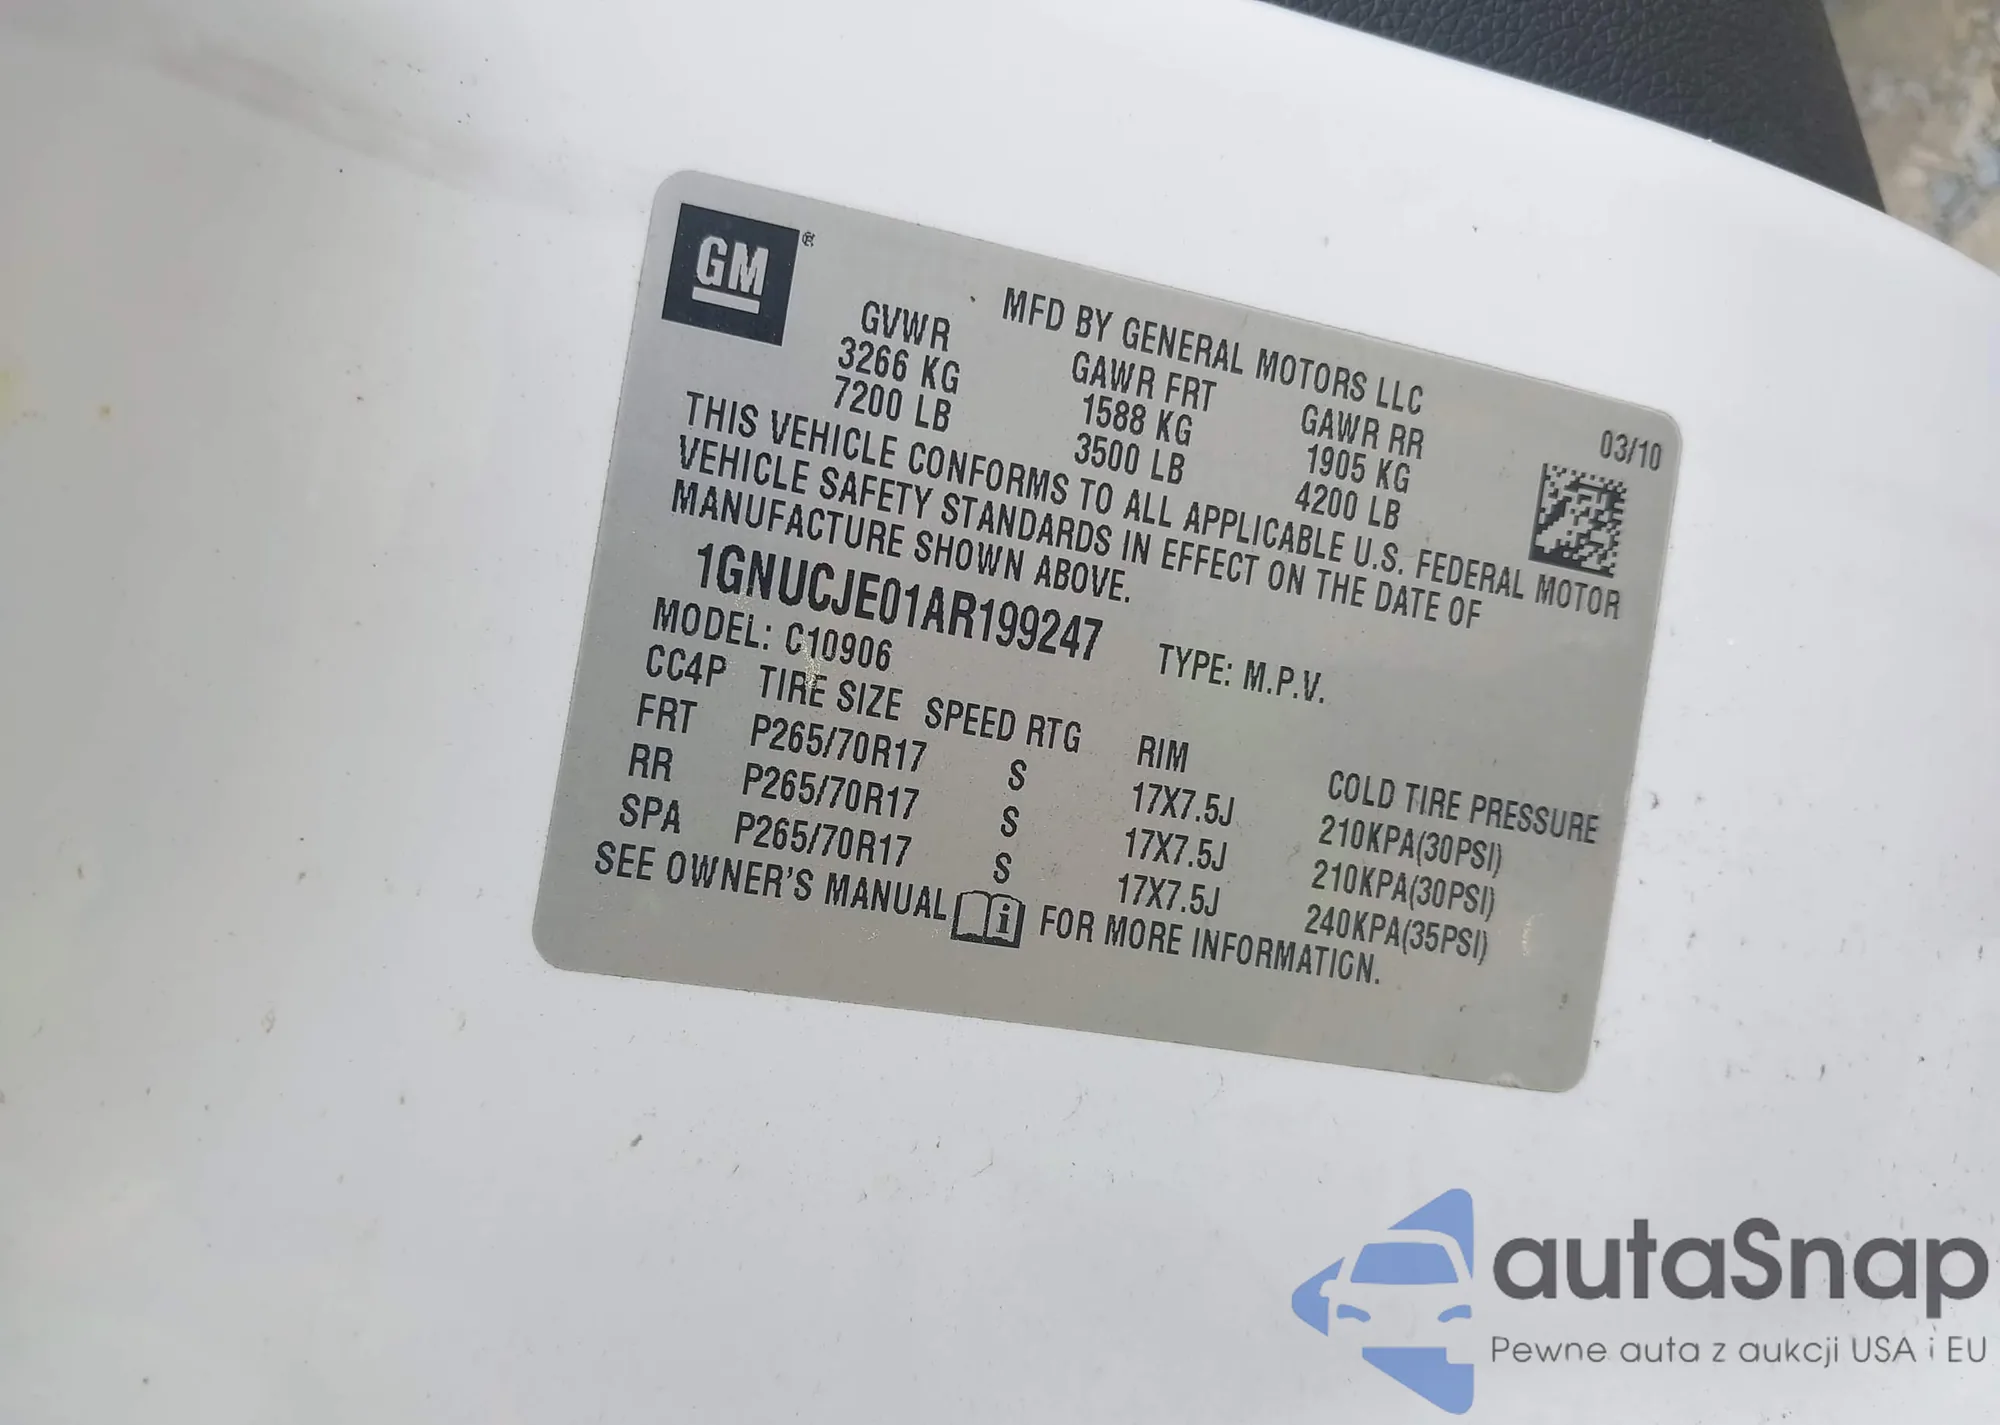 GM
MFD BY GENERAL MOTORS LLC
GVWR GAWR FRT GAWR RR 03/10
3266 KG 1588 KG 1905 KG
7200 LB 3500 LB 4200 LB
THIS VEHICLE CONFORMS TO ALL APPLICABLE U.S. FEDERAL MOTOR
VEHICLE SAFETY STANDARDS IN EFFECT ON THE DATE OF
MANUFACTURE SHOWN ABOVE.
1GNUCJE01AR199247 TYPE: M.P.V.
MODEL: C10906
CC4P TIRE SIZE SPEED RTG RIM COLD TIRE PRESSURE
FRT P265/70R17 S 17X7.5J 210KPA(30PSI)
RR P265/70R17 S 17X7.5J 210KPA(30PSI)
SPA P265/70R17 S 17X7.5J 240KPA(35PSI)
SEE OWNER'S MANUAL i FOR MORE INFORMATION.
autaSnap
Pewne auta z aukcji USA i EU